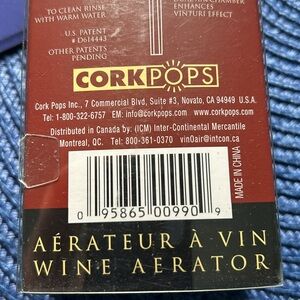 TO CLEAN RINSE
WITH WARM WATER
U.S. PATENT
# D614443
OTHER PATENTS
PENDING
CHAMBER
ENHANCES
VINTURI EFFECT
CORKPOPS
Cork Pops Inc., 7 Commercial Blvd, Suite #3, Novato, CA 94949 U.S.A.
Tel: 1-800-322-6757 EM: info@corkpops.com www.corkpops.com
Distributed in Canada by: (ICM) Inter-Continental Mercantile
Montreal, QC. Tel: 800-361-0370 vinOair@intcon.ca
MADE IN CHINA
0 95865 00990 9
AÉRATEUR À VIN
WINE AERATOR